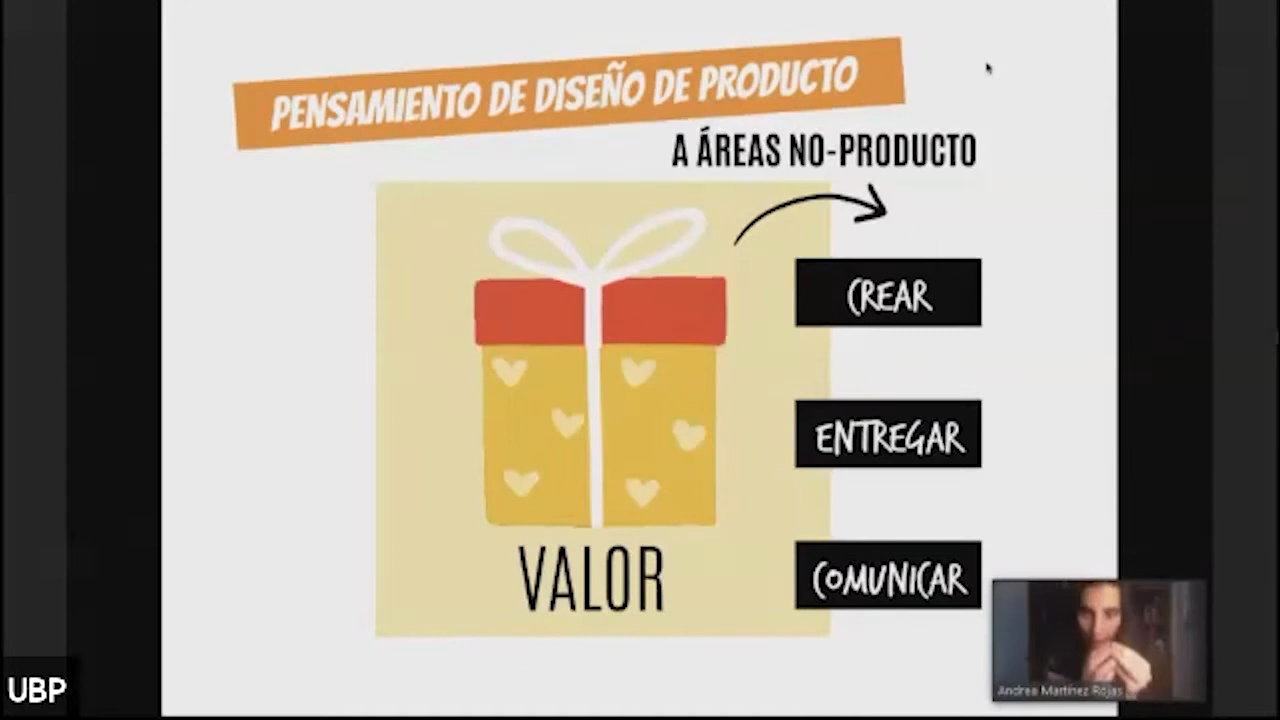 PENSAMIENTO DE DISEÑO DE PRODUCTO
A ÁREAS NO-PRODUCTO
CREAR
ENTREGAR
COMUNICAR
VALOR
UBP
Andrea Martínez Rojas